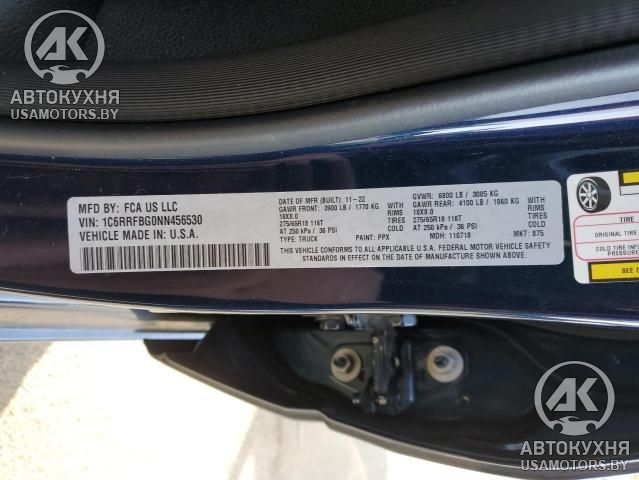 АК
АВТОКУХНЯ
USAMOTORS.BY
MFD BY: FCA US LLC
VIN: 1C6RRFBG0NN456530
VEHICLE MADE IN: U.S.A.
DATE OF MFR (BUILT): 11-22
GAWR FRONT: 3900 LB / 1770 KG WITH
18X8.0 RIMS
275/65R18 116T TIRES
AT 250 kPa / 36 PSI COLD
TYPE: TRUCK PAINT: PPX
GVWR: 6800 LB / 3085 KG
GAWR REAR: 4100 LB / 1860 KG WITH
18X8.0 RIMS
275/65R18 116T TIRES
AT 250 kPa / 36 PSI COLD
MDH: 110718 MKT: 875
THIS VEHICLE CONFORMS TO ALL APPLICABLE U.S.A. FEDERAL MOTOR VEHICLE SAFETY
STANDARDS IN EFFECT ON THE DATE OF MANUFACTURE SHOWN ABOVE.
TIRE
ORIGINAL TIRE
COLD TIRE
PRESSURE
SEE
АК
АВТОКУХНЯ
USAMOTORS.BY